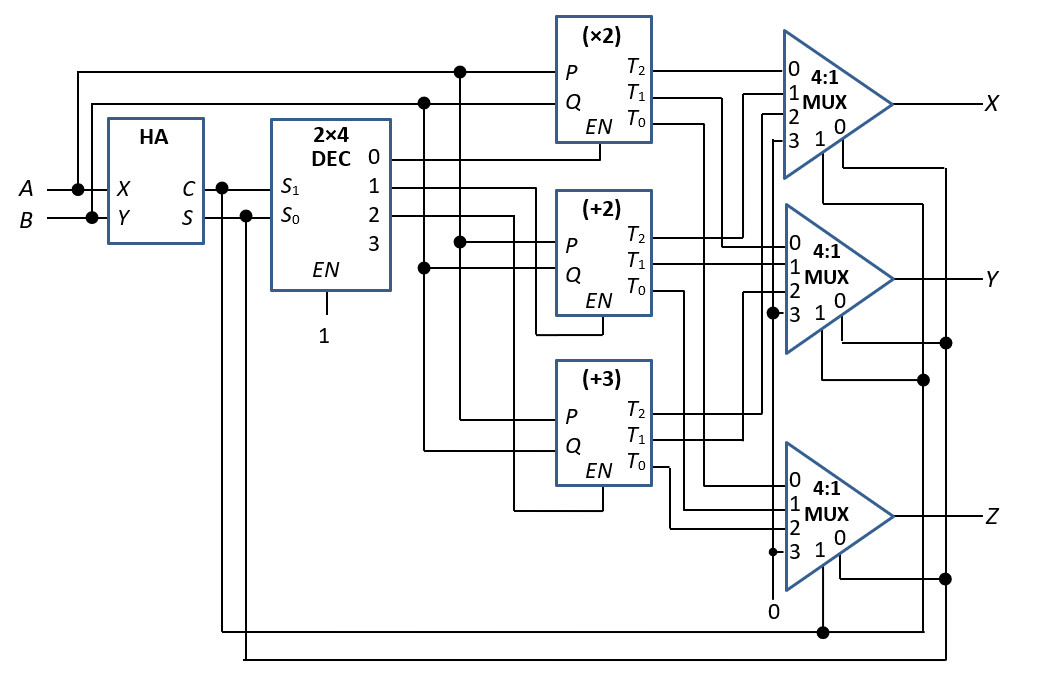 (×2)
P T₂
Q T₁
EN T₀
0 4:1
1 MUX
2
3 1 0
X
HA
A X C
B Y S
2×4
DEC 0
S₁ 1
S₀ 2
3
EN
1
(+2)
P T₂
Q T₁
EN T₀
0 4:1
1 MUX
2
3 1 0
Y
(+3)
P T₂
Q T₁
EN T₀
0 4:1
1 MUX
2
3 1 0
Z
0